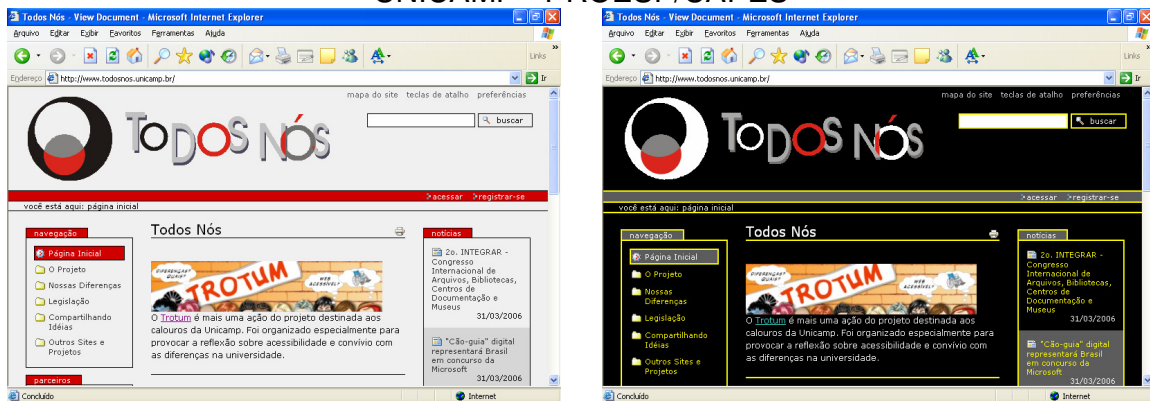 UNICAMP - PROESP/CAPES
Todos Nós - View Document - Microsoft Internet Explorer
Arquivo Editar Exibir Favoritos Ferramentas Ajuda
Links
Endereço http://www.todosnos.unicamp.br/ Ir
mapa do site teclas de atalho preferências
TODOS NÓS
buscar
acessar registrar-se
você está aqui: página inicial
navegação
Página Inicial
O Projeto
Nossas Diferenças
Legislação
Compartilhando
Idéias
Outros Sites e
Projetos
parceiros
Todos Nós
TROTUM
O Trotum é mais uma ação do projeto destinada aos
calouros da Unicamp. Foi organizado especialmente para
provocar a reflexão sobre acessibilidade e convívio com
as diferenças na universidade.
notícias
2o. INTEGRAR -
Congresso
Internacional de
Arquivos, Bibliotecas,
Centros de
Documentação e
Museus
31/03/2006
"Cão-guia" digital
representará Brasil
em concurso da
Microsoft
31/03/2006
Concluído Internet
Todos Nós - View Document - Microsoft Internet Explorer
Arquivo Editar Exibir Favoritos Ferramentas Ajuda
Links
Endereço http://www.todosnos.unicamp.br/ Ir
mapa do site teclas de atalho preferências
TODOS NÓS
buscar
acessar registrar-se
você está aqui: página inicial
navegação
Página Inicial
O Projeto
Nossas
Diferenças
Legislação
Compartilhando
Idéias
Outros Sites e
Projetos
Todos Nós
TROTUM
O Trotum é mais uma ação do projeto destinada aos
calouros da Unicamp. Foi organizado especialmente para
provocar a reflexão sobre acessibilidade e convívio com
as diferenças na universidade.
notícias
2o. INTEGRAR -
Congresso
Internacional de
Arquivos, Bibliotecas,
Centros de
Documentação e
Museus
31/03/2006
"Cão-guia" digital
representará Brasil
em concurso da
Microsoft
31/03/2006
Concluído Internet